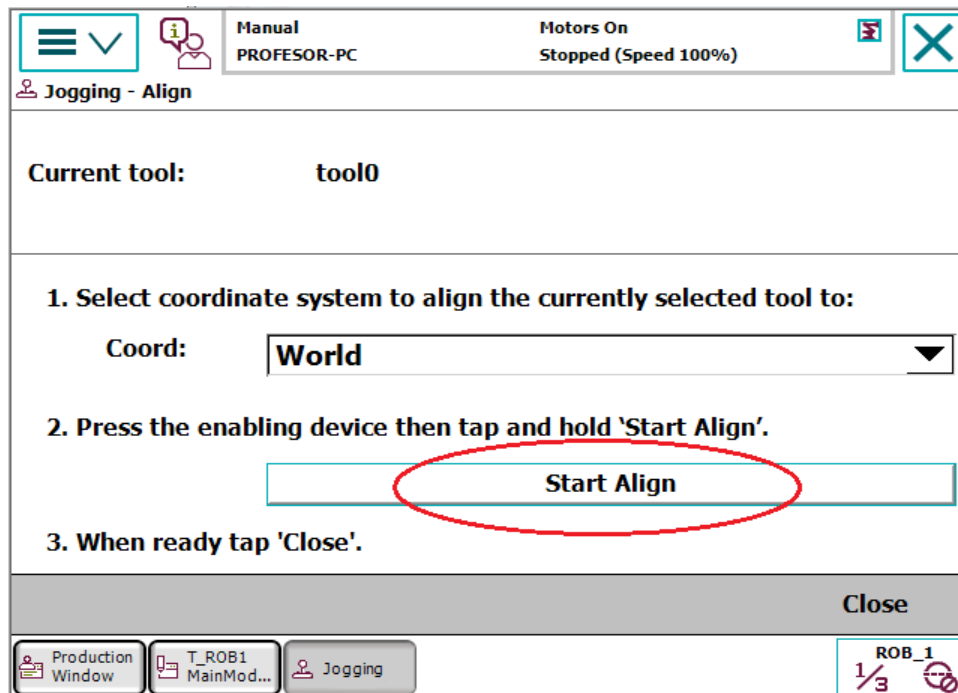 Manual Motors On
PROFESOR-PC Stopped (Speed 100%)
Jogging - Align
Current tool: tool0
1. Select coordinate system to align the currently selected tool to:
Coord: World
2. Press the enabling device then tap and hold ‘Start Align’.
Start Align
3. When ready tap 'Close'.
Close
Production
Window
T_ROB1
MainMod...
Jogging
ROB_1
1/3